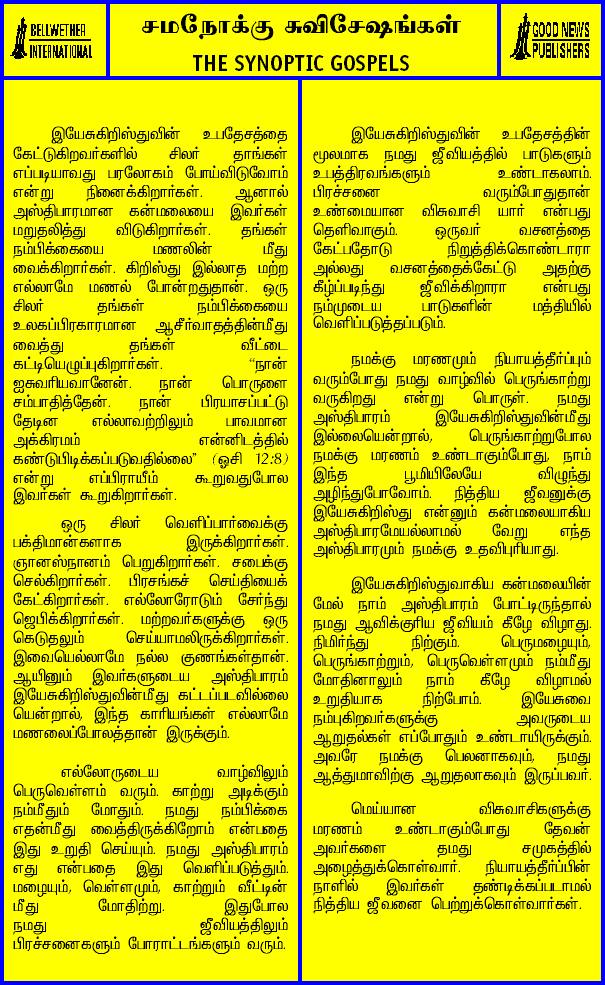 BELLWETHER
INTERNATIONAL
சமநோக்கு சுவிசேஷங்கள்
THE SYNOPTIC GOSPELS
GOOD NEWS
PUBLISHERS
இயேசுகிறிஸ்துவின் உபதேசத்தை
கேட்டுகிறவர்களில் சிலர் தாங்கள்
எப்படியாவது பரலோகம் போய்விடுவோம்
என்று நினைக்கிறார்கள். ஆனால்
அஸ்திபாரமான கன்மலையை இவர்கள்
மறுதலித்து விடுகிறார்கள். தங்கள்
நம்பிக்கையை மணலின் மீது
வைக்கிறார்கள். கிறிஸ்து இல்லாத மற்ற
எல்லாமே மணல் போன்றதுதான். ஒரு
சிலர் தங்கள் நம்பிக்கையை
உலகப்பிரகாரமான ஆசீர்வாதத்தின்மீது
வைத்து தங்கள் வீட்டை
கட்டியெழுப்புகிறார்கள். "நான்
ஐசுவரியவானேன். நான் பொருளை
சம்பாதித்தேன். நான் பிரயாசப்பட்டு
தேடின எல்லாவற்றிலும் பாவமான
அக்கிரமம் என்னிடத்தில்
கண்டுபிடிக்கப்படுவதில்லை" (ஓசி 12:8)
என்று எப்பிராயீம் கூறுவதுபோல
இவர்கள் கூறுகிறார்கள்.
ஒரு சிலர் வெளிப்பார்வைக்கு
பக்திமான்களாக இருக்கிறார்கள்.
ஞானஸ்நானம் பெறுகிறார்கள். சபைக்கு
செல்கிறார்கள். பிரசங்கச் செய்தியைக்
கேட்கிறார்கள். எல்லோரோடும் சேர்ந்து
ஜெபிக்கிறார்கள். மற்றவர்களுக்கு ஒரு
கெடுதலும் செய்யாமலிருக்கிறார்கள்.
இவையெல்லாமே நல்ல குணங்கள்தான்.
ஆயினும் இவர்களுடைய அஸ்திபாரம்
இயேசுகிறிஸ்துவின்மீது கட்டப்படவில்லை
யென்றால், இந்த காரியங்கள் எல்லாமே
மணலைப்போலத்தான் இருக்கும்.
எல்லோருடைய வாழ்விலும்
பெருவெள்ளம் வரும். காற்று அடிக்கும்
நம்மீதும் மோதும். நமது நம்பிக்கை
எதன்மீது வைத்திருக்கிறோம் என்பதை
இது உறுதி செய்யும். நமது அஸ்திபாரம்
எது என்பதை இது வெளிப்படுத்தும்.
மழையும், வெள்ளமும், காற்றும் வீட்டின்
மீது மோதிற்று. இதுபோல
நமது ஜீவியத்திலும்
பிரச்சனைகளும் போராட்டங்களும் வரும்.
இயேசுகிறிஸ்துவின் உபதேசத்தின்
மூலமாக நமது ஜீவியத்தில் பாடுகளும்
உபத்திரவங்களும் உண்டாகலாம்.
பிரச்சனை வரும்போதுதான்
உண்மையான விசுவாசி யார் என்பது
தெளிவாகும். ஒருவர் வசனத்தை
கேட்பதோடு நிறுத்திக்கொண்டாரா
அல்லது வசனத்தைக்கேட்டு அதற்கு
கீழ்ப்படிந்து ஜீவிக்கிறாரா என்பது
நம்முடைய பாடுகளின் மத்தியில்
வெளிப்படுத்தப்படும்.
நமக்கு மரணமும் நியாயத்தீர்ப்பும்
வரும்போது நமது வாழ்வில் பெருங்காற்று
வருகிறது என்று பொருள். நமது
அஸ்திபாரம் இயேசுகிறிஸ்துவின்மீது
இல்லையென்றால், பெருங்காற்றுபோல
நமக்கு மரணம் உண்டாகும்போது, நாம்
இந்த பூமியிலேயே விழுந்து
அழிந்துபோவோம். நித்திய ஜீவனுக்கு
இயேசுகிறிஸ்து என்னும் கன்மலையாகிய
அஸ்திபாரமேயல்லாமல் வேறு எந்த
அஸ்திபாரமும் நமக்கு உதவிபுரியாது.
இயேசுகிறிஸ்துவாகிய கன்மலையின்
மேல் நாம் அஸ்திபாரம் போட்டிருந்தால்
நமது ஆவிக்குரிய ஜீவியம் கீழே விழாது.
நிமிர்ந்து நிற்கும். பெருமழையும்,
பெருங்காற்றும், பெருவெள்ளமும் நம்மீது
மோதினாலும் நாம் கீழே விழாமல்
உறுதியாக நிற்போம். இயேசுவை
நம்புகிறவர்களுக்கு அவருடைய
ஆறுதல்கள் எப்போதும் உண்டாயிருக்கும்.
அவரே நமக்கு பெலனாகவும், நமது
ஆத்துமாவிற்கு ஆறுதலாகவும் இருப்பவர்.
மெய்யான விசுவாசிகளுக்கு
மரணம் உண்டாகும்போது தேவன்
அவர்களை தமது சமுகத்தில்
அழைத்துக்கொள்வார். நியாயத்தீர்ப்பின்
நாளில் இவர்கள் தண்டிக்கப்படாமல்
நித்திய ஜீவனை பெற்றுக்கொள்வார்கள்.